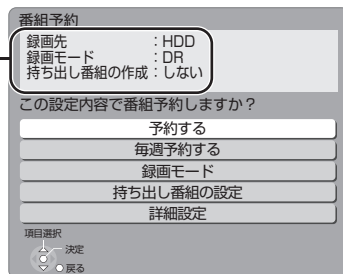 番組予約
録画先 : HDD
録画モード : DR
持ち出し番組の作成 : しない
この設定内容で番組予約しますか?
予約する
毎週予約する
録画モード
持ち出し番組の設定
詳細設定
項目選択
決定
戻る